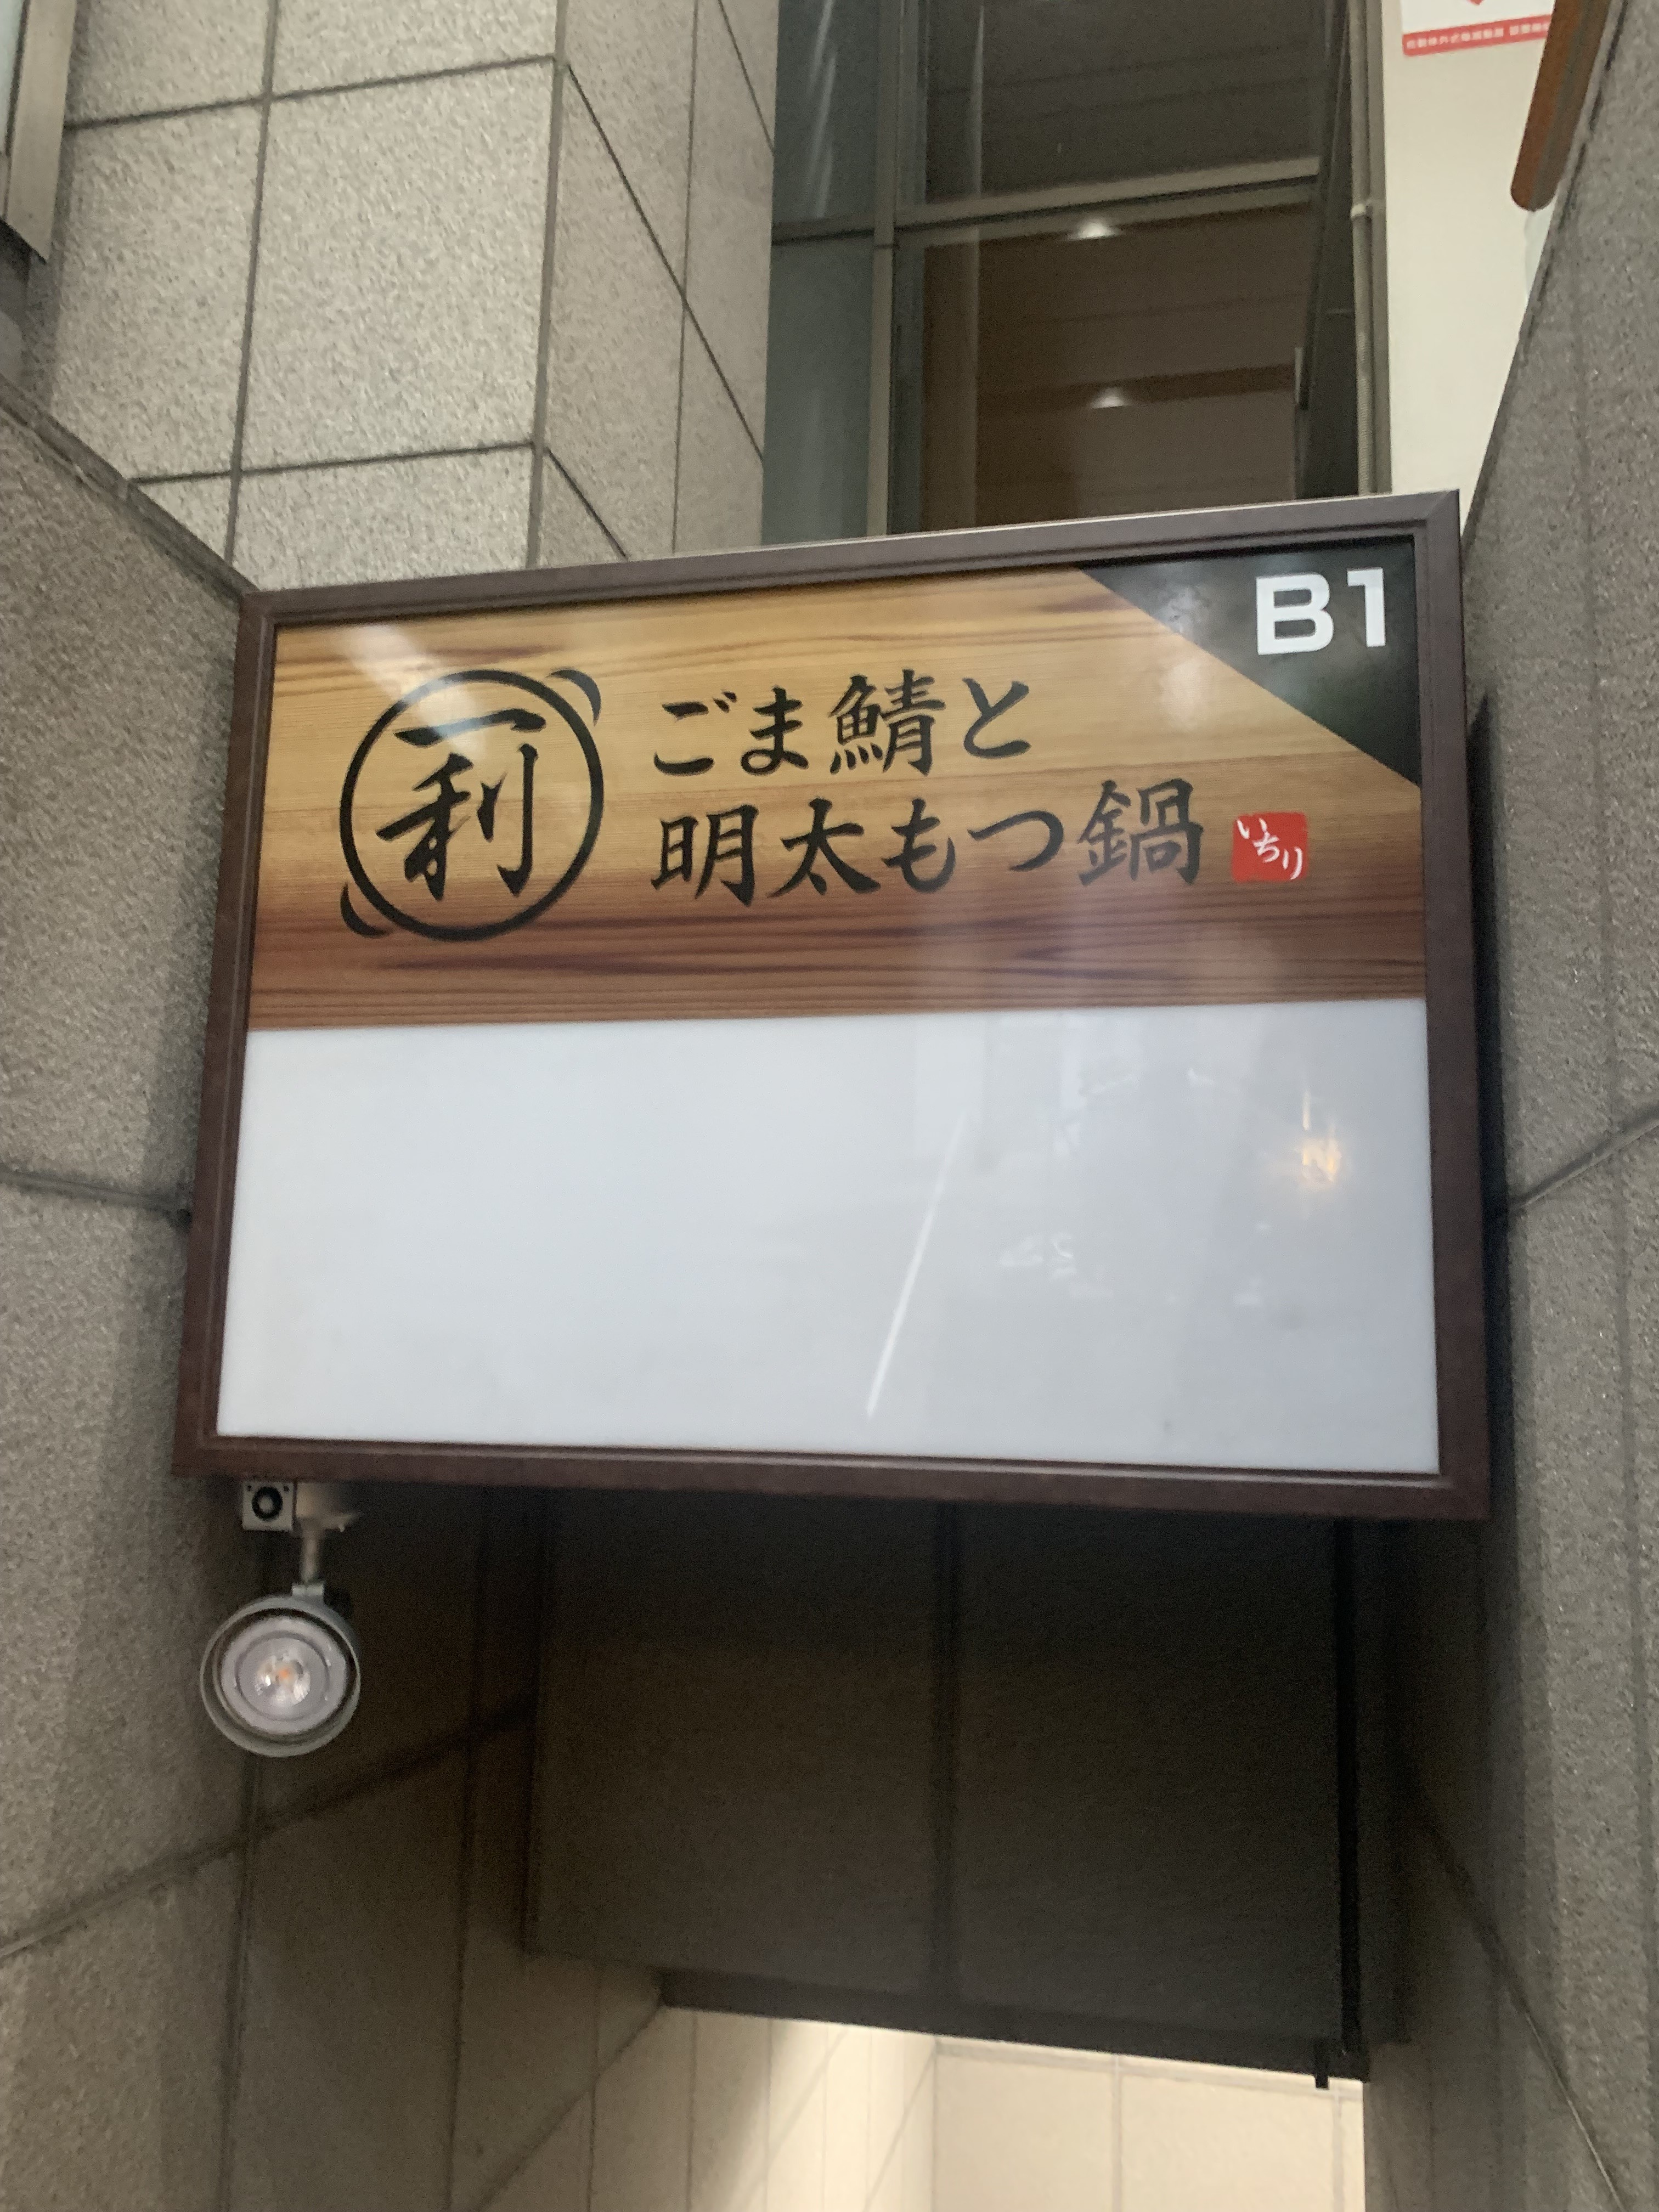 B1
一利
ごま鯖と
明太もつ鍋
いちり